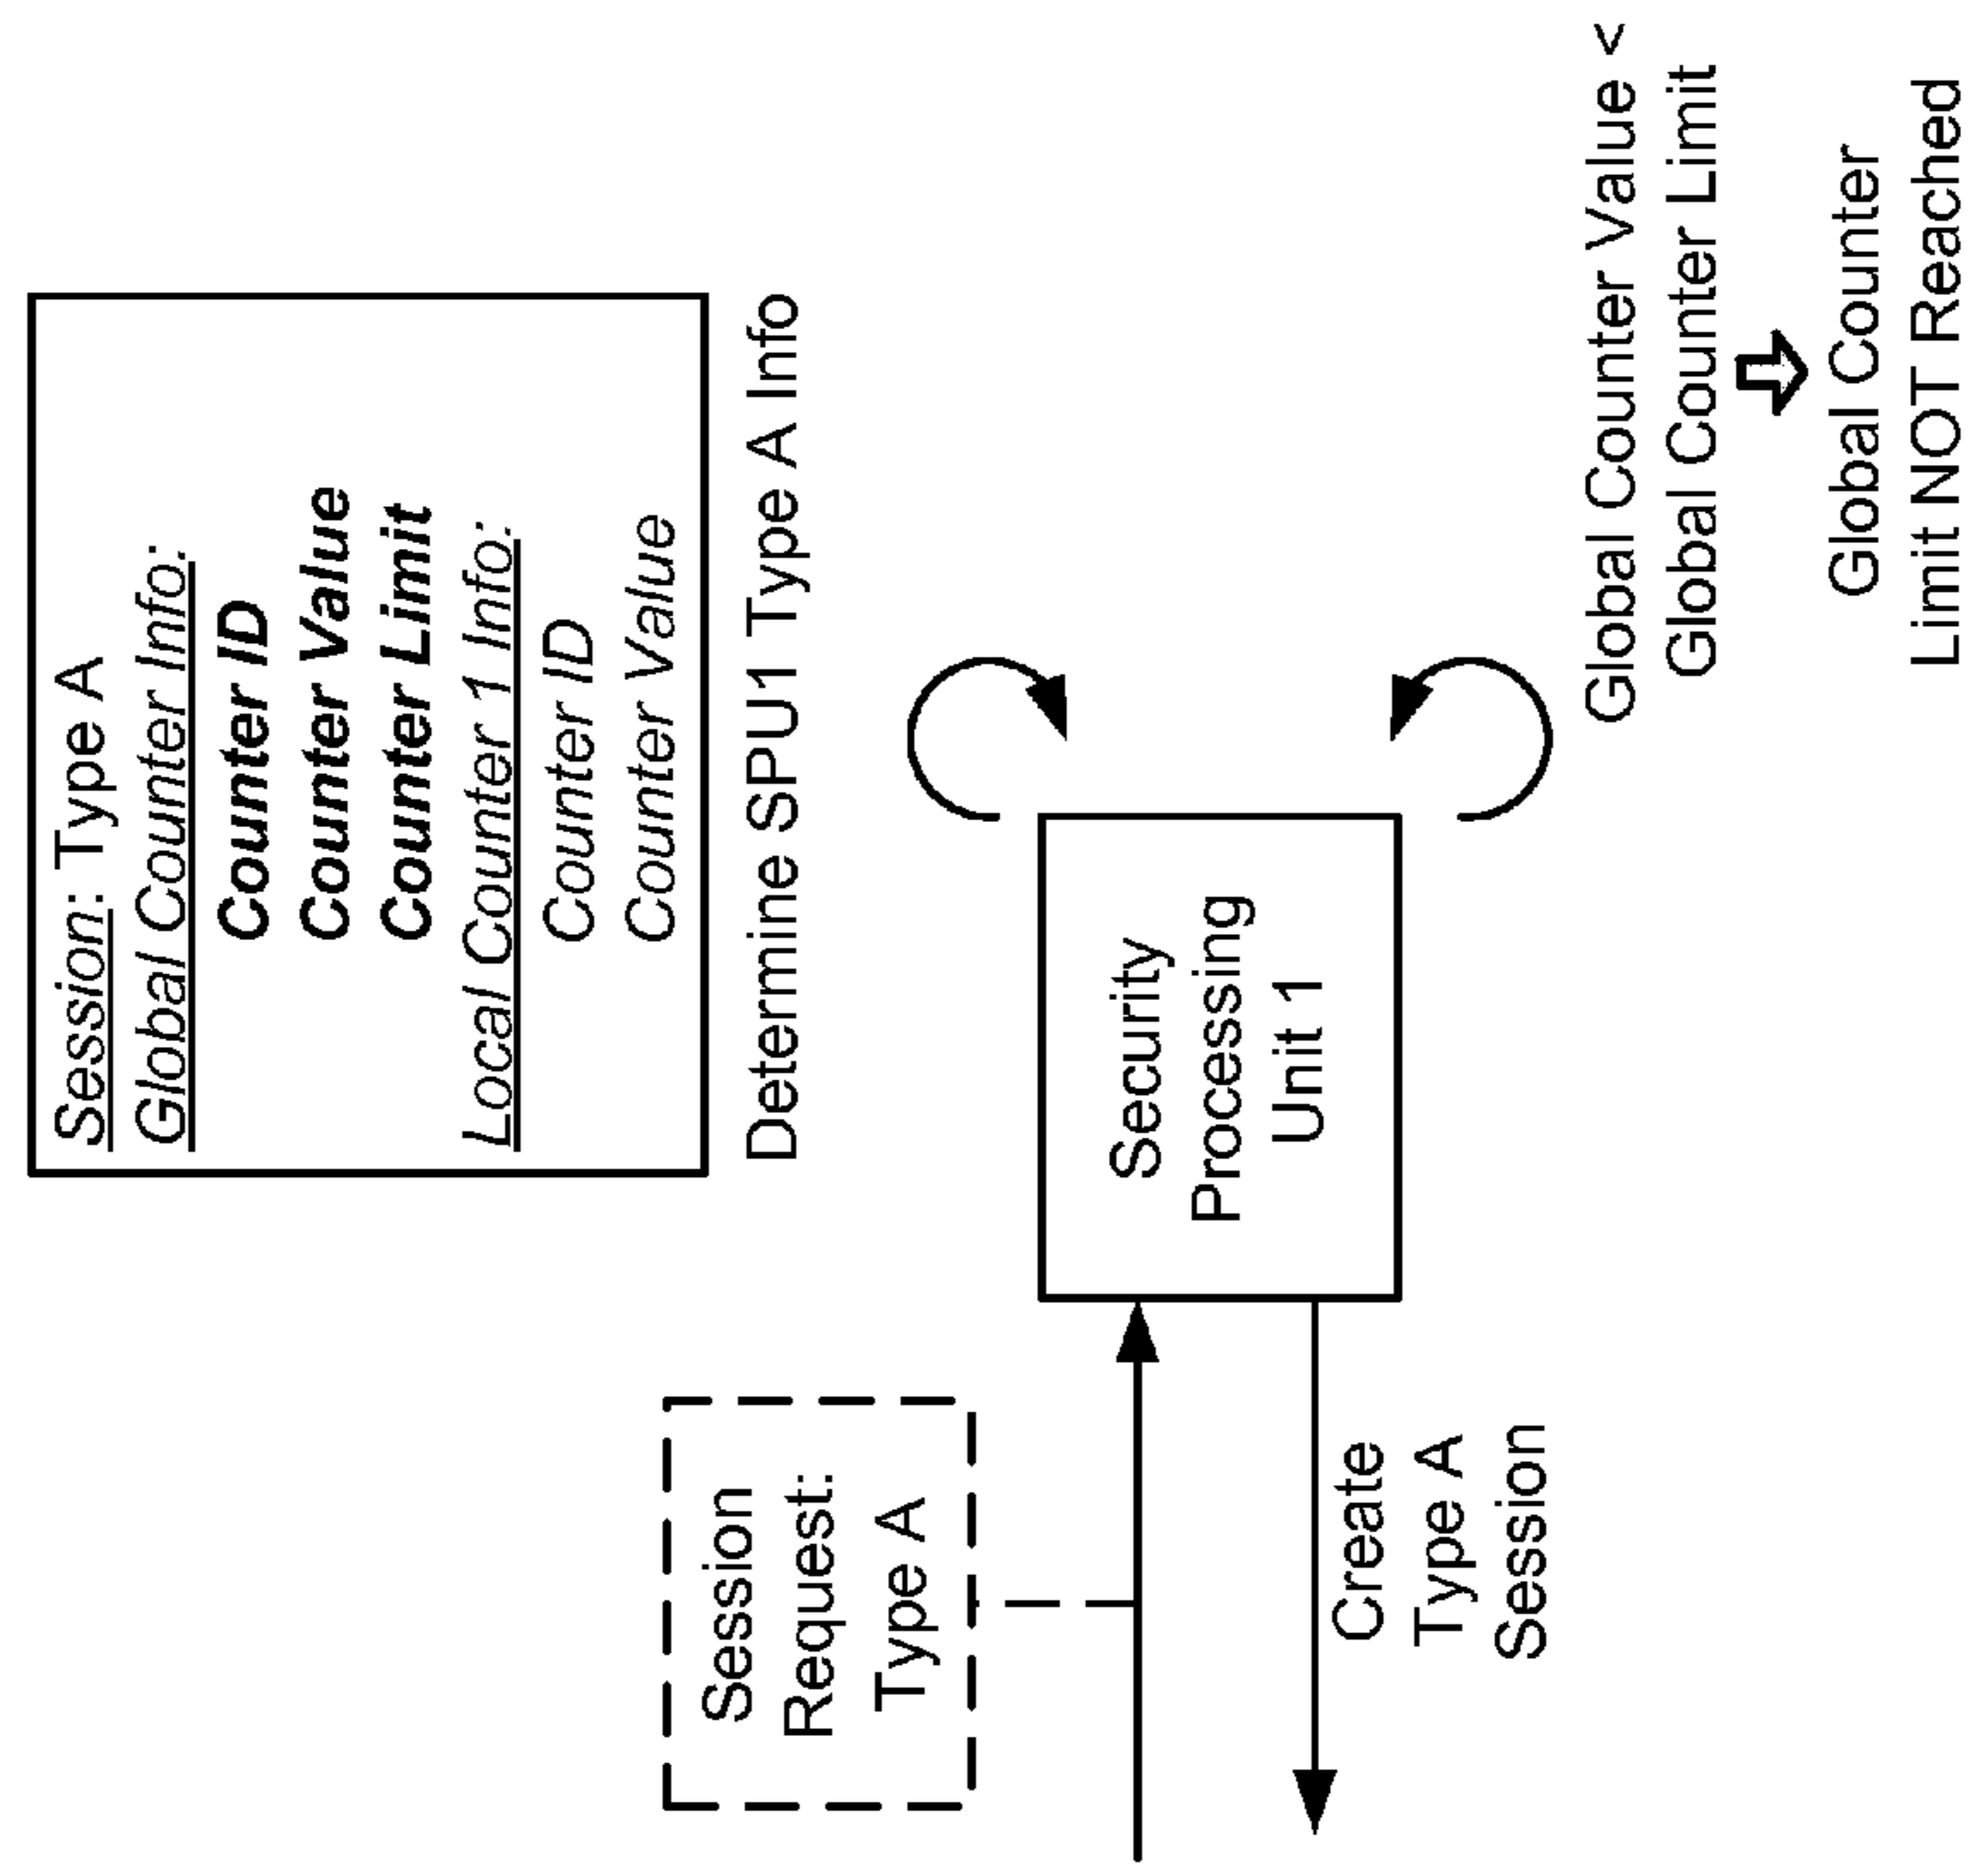 Session: Type A
Global Counter Info:
Counter ID
Counter Value
Counter Limit
Local Counter 1 Info:
Counter ID
Counter Value
Determine SPU1 Type A Info
Session
Request:
Type A
Security
Processing
Unit 1
Create
Type A
Session
Global Counter Value <
Global Counter Limit
Global Counter
Limit NOT Reached